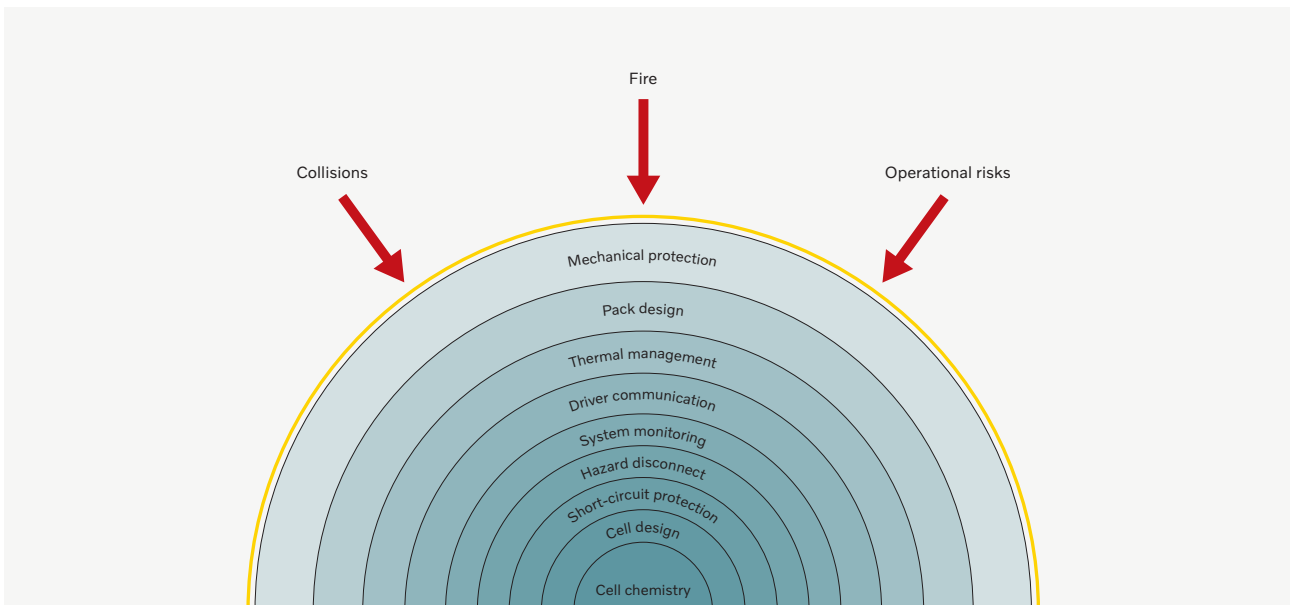 Fire
Collisions
Operational risks
Mechanical protection
Pack design
Thermal management
Driver communication
System monitoring
Hazard disconnect
Short-circuit protection
Cell design
Cell chemistry